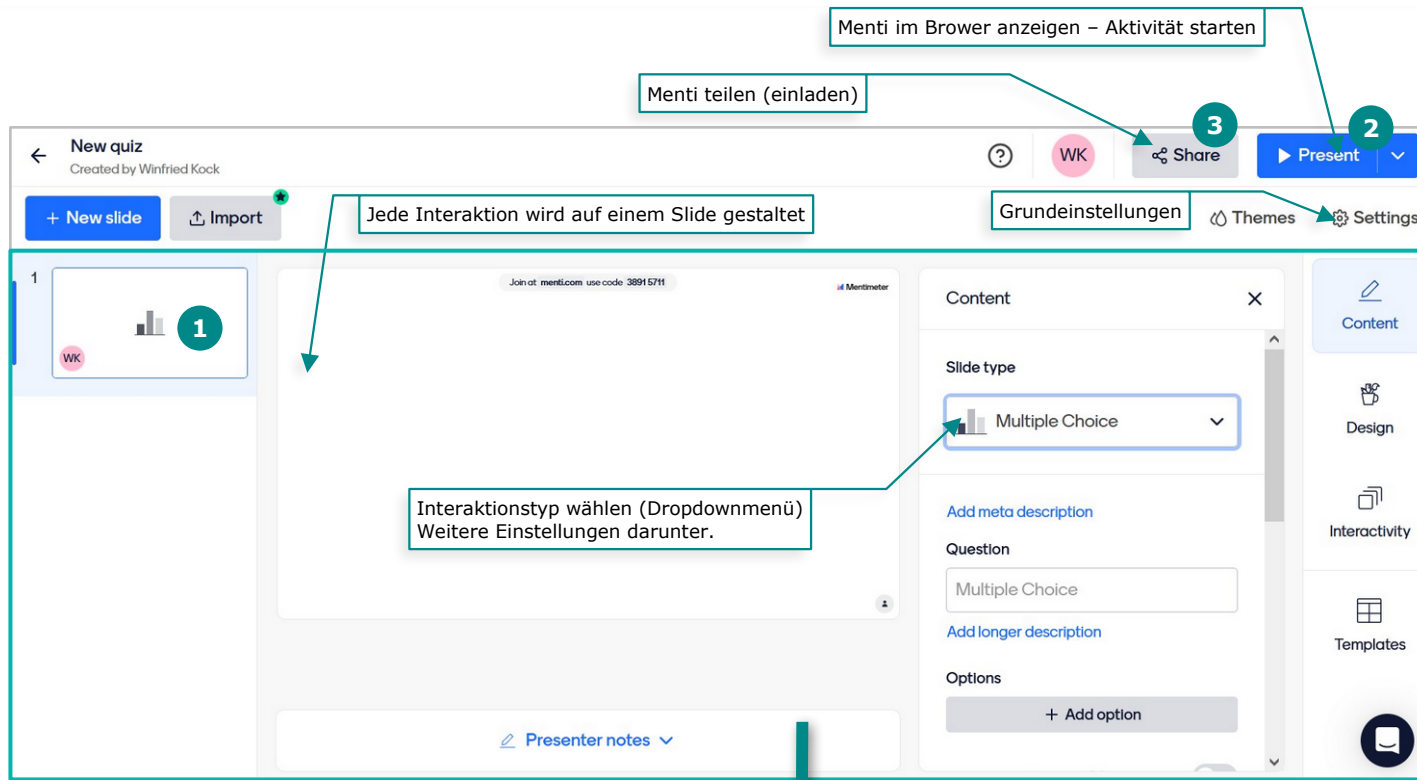 Menti im Brower anzeigen – Aktivität starten
Menti teilen (einladen)
3
2
New quiz
Created by Winfried Kock
WK
Share
Present
+ New slide
Import
Jede Interaktion wird auf einem Slide gestaltet
Grundeinstellungen
Themes
Settings
1
1
WK
Join at menti.com use code 3891 5711
Mentimeter
Content
Slide type
Multiple Choice
Interaktionstyp wählen (Dropdownmenü)
Weitere Einstellungen darunter.
Add meta description
Question
Multiple Choice
Add longer description
Options
+ Add option
Presenter notes
Content
Design
Interactivity
Templates